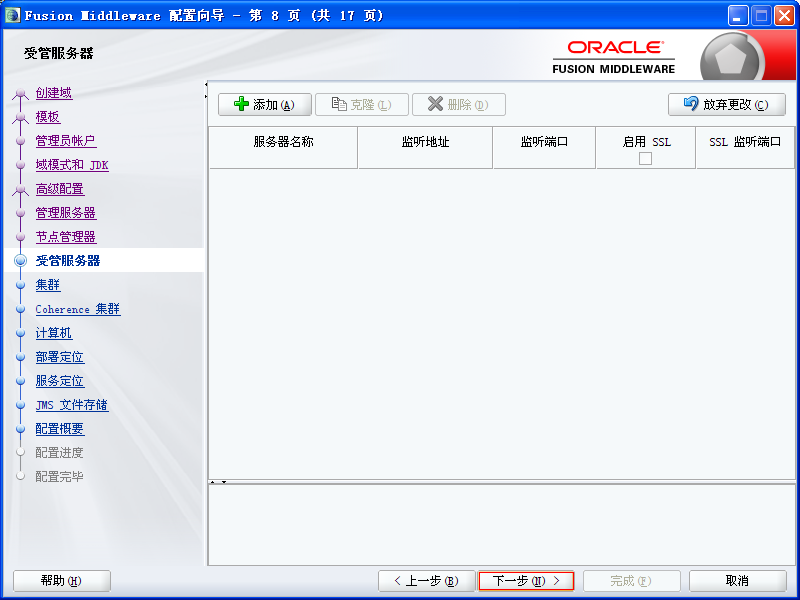 Fusion Middleware 配置向导 - 第 8 页 (共 17 页)
受管服务器
ORACLE
FUSION MIDDLEWARE
创建域
模板
管理员帐户
域模式和 JDK
高级配置
管理服务器
节点管理器
受管服务器
集群
Coherence 集群
计算机
部署定位
服务定位
JMS 文件存储
配置概要
配置进度
配置完毕
添加(A) 克隆(L) 删除(D) 放弃更改(C)
服务器名称 监听地址 监听端口 启用 SSL SSL 监听端口
帮助(H) < 上一步(B) 下一步(N) > 完成(F) 取消